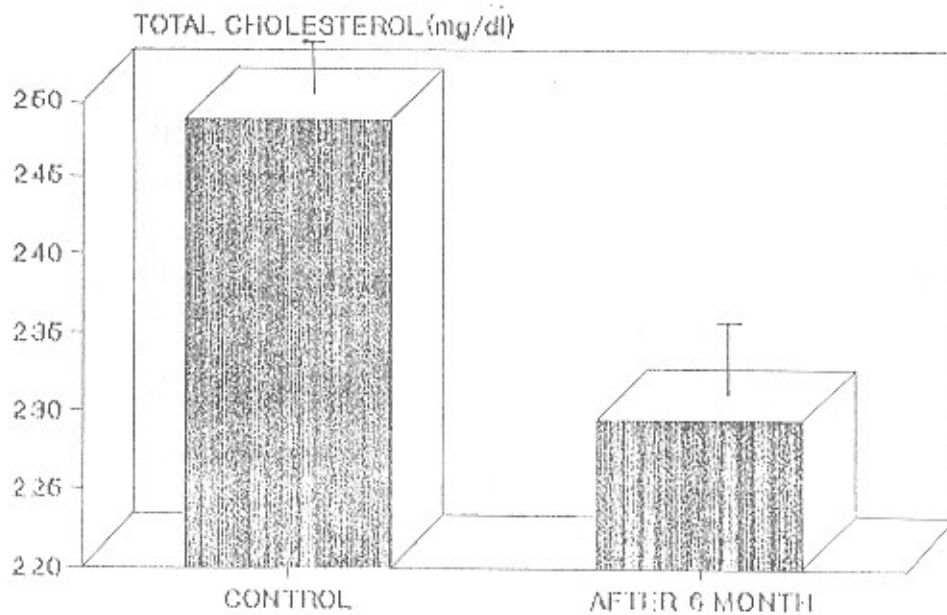 TOTAL CHOLESTEROL(mg/dl)
250
245
240
235
230
225
220
CONTROL
AFTER 6 MONTH